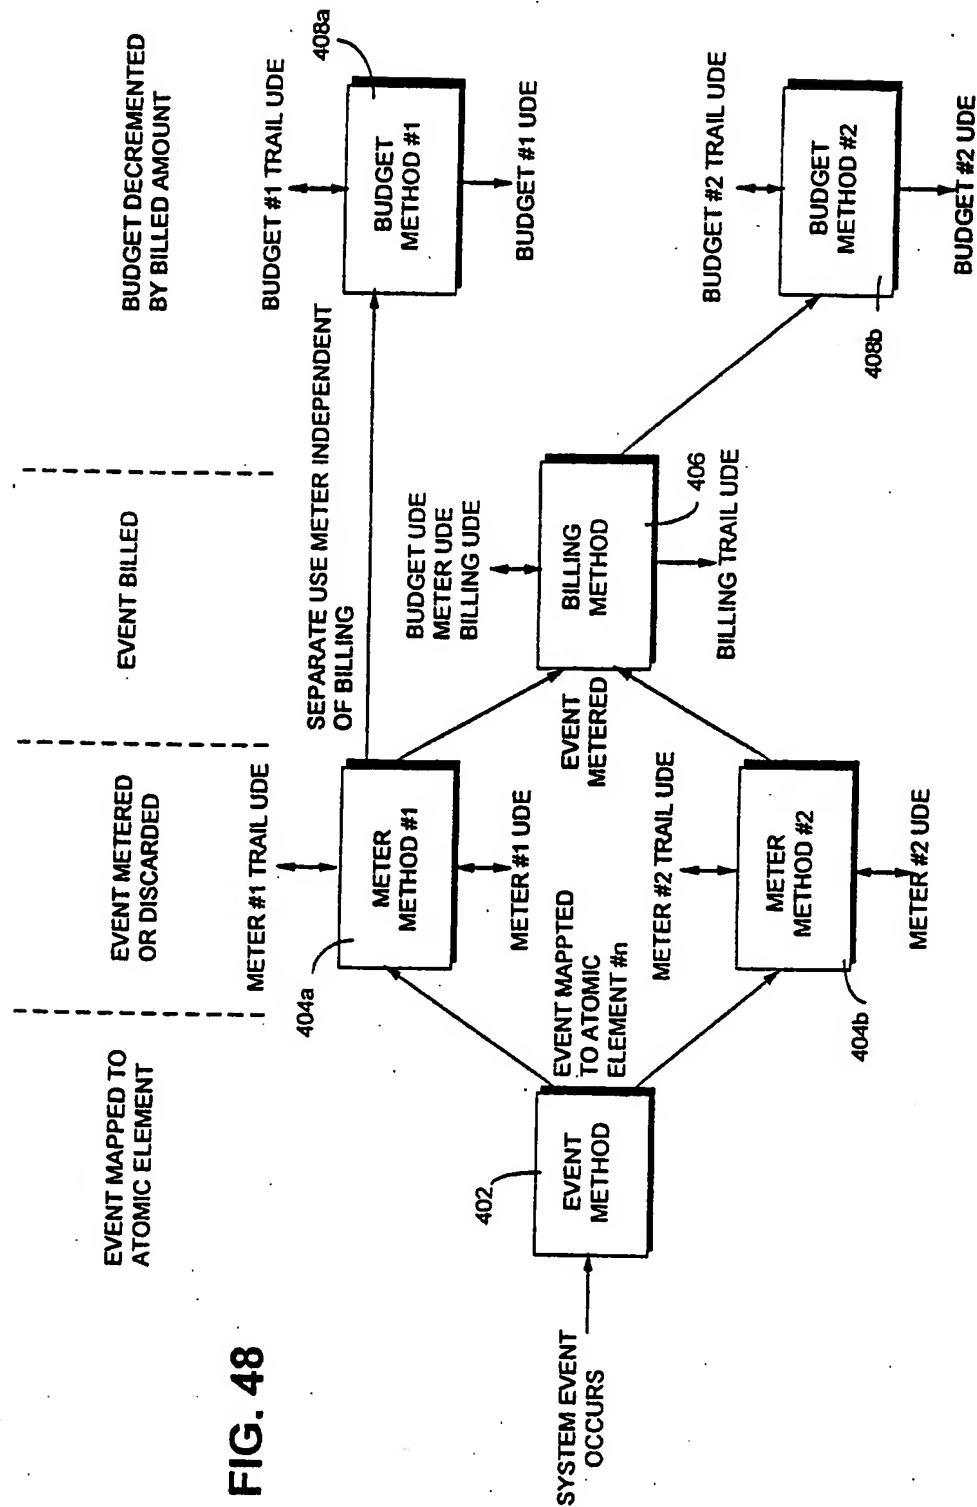 FIG. 48
EVENT MAPPED TO
ATOMIC ELEMENT
EVENT METERED
OR DISCARDED
EVENT BILLED
BUDGET DECREMENTED
BY BILLED AMOUNT
SYSTEM EVENT
OCCURS
402
EVENT
METHOD
EVENT MAPPTED
TO ATOMIC
ELEMENT #n
METER #1 TRAIL UDE
404a
METER
METHOD #1
METER #1 UDE
METER #2 TRAIL UDE
METER
METHOD #2
404b
METER #2 UDE
SEPARATE USE METER INDEPENDENT
OF BILLING
EVENT
METERED
BUDGET UDE
METER UDE
BILLING UDE
BILLING
METHOD
406
BILLING TRAIL UDE
BUDGET #1 TRAIL UDE
408a
BUDGET
METHOD #1
BUDGET #1 UDE
BUDGET #2 TRAIL UDE
BUDGET
METHOD #2
408b
BUDGET #2 UDE